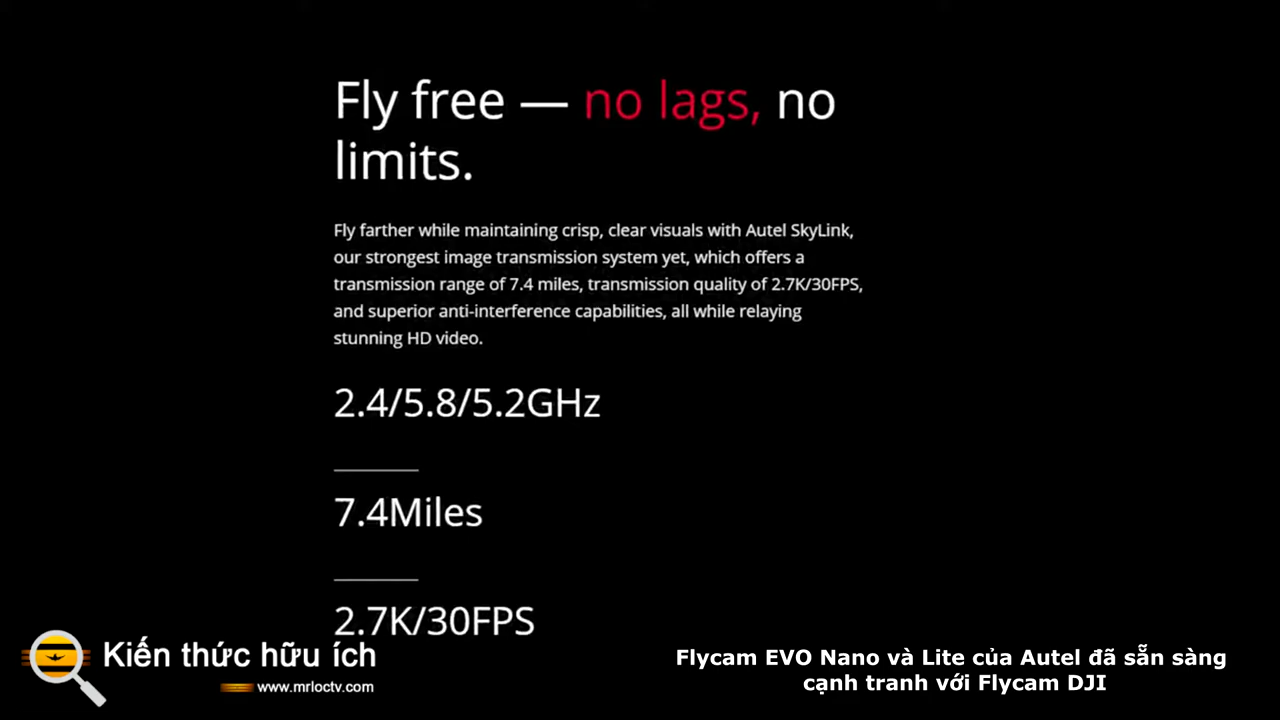 Fly free — no lags, no
limits.
Fly farther while maintaining crisp, clear visuals with Autel SkyLink,
our strongest image transmission system yet, which offers a
transmission range of 7.4 miles, transmission quality of 2.7K/30FPS,
and superior anti-interference capabilities, all while relaying
stunning HD video.
2.4/5.8/5.2GHz
7.4Miles
2.7K/30FPS
Kiến thức hữu ích
www.mrloctv.com
Flycam EVO Nano và Lite của Autel đã sẵn sàng
cạnh tranh với Flycam DJI